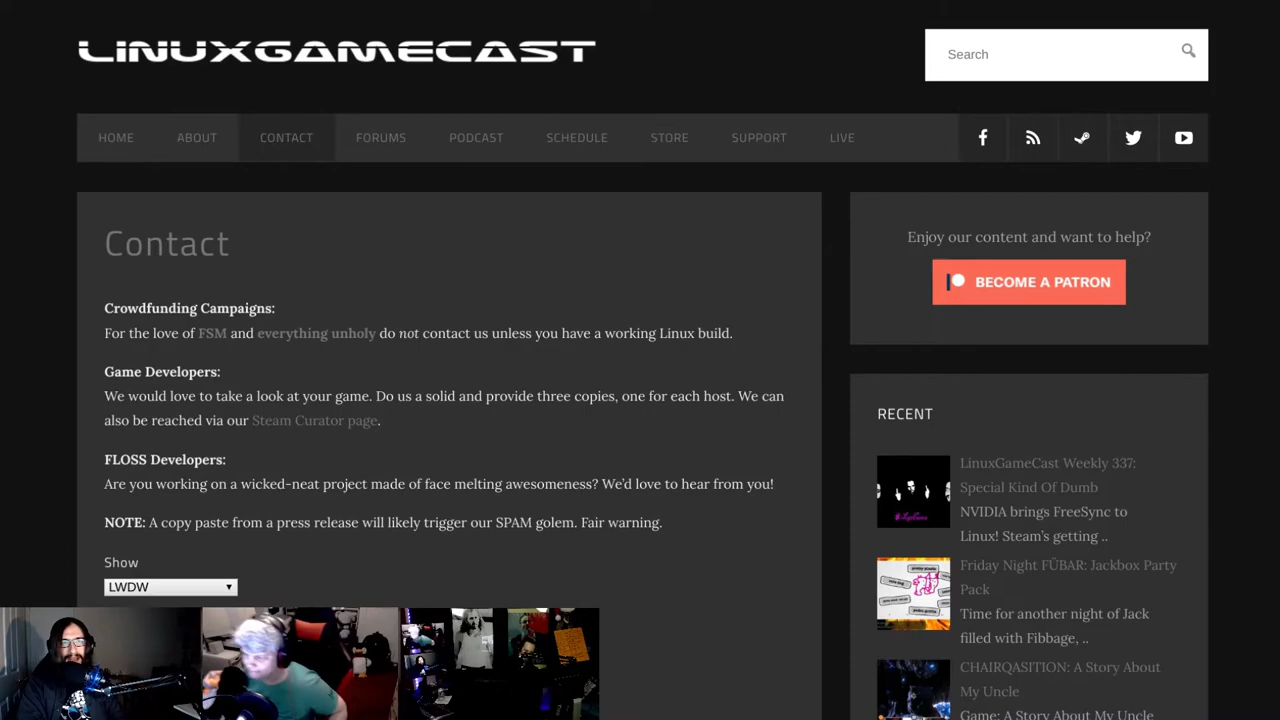 LINUXGAMECAST
Search
HOME ABOUT CONTACT FORUMS PODCAST SCHEDULE STORE SUPPORT LIVE
Contact
Crowdfunding Campaigns:
For the love of FSM and everything unholy do not contact us unless you have a working Linux build.
Game Developers:
We would love to take a look at your game. Do us a solid and provide three copies, one for each host. We can
also be reached via our Steam Curator page.
FLOSS Developers:
Are you working on a wicked-neat project made of face melting awesomeness? We'd love to hear from you!
NOTE: A copy paste from a press release will likely trigger our SPAM golem. Fair warning.
Show
LWDW
Enjoy our content and want to help?
BECOME A PATRON
RECENT
LinuxGameCast Weekly 337:
Special Kind Of Dumb
NVIDIA brings FreeSync to
Linux! Steam's getting ..
Friday Night FŪBAR: Jackbox Party
Pack
Time for another night of Jack
filled with Fibbage, ..
CHAIRQASITION: A Story About
My Uncle
Game: A Story About My Uncle